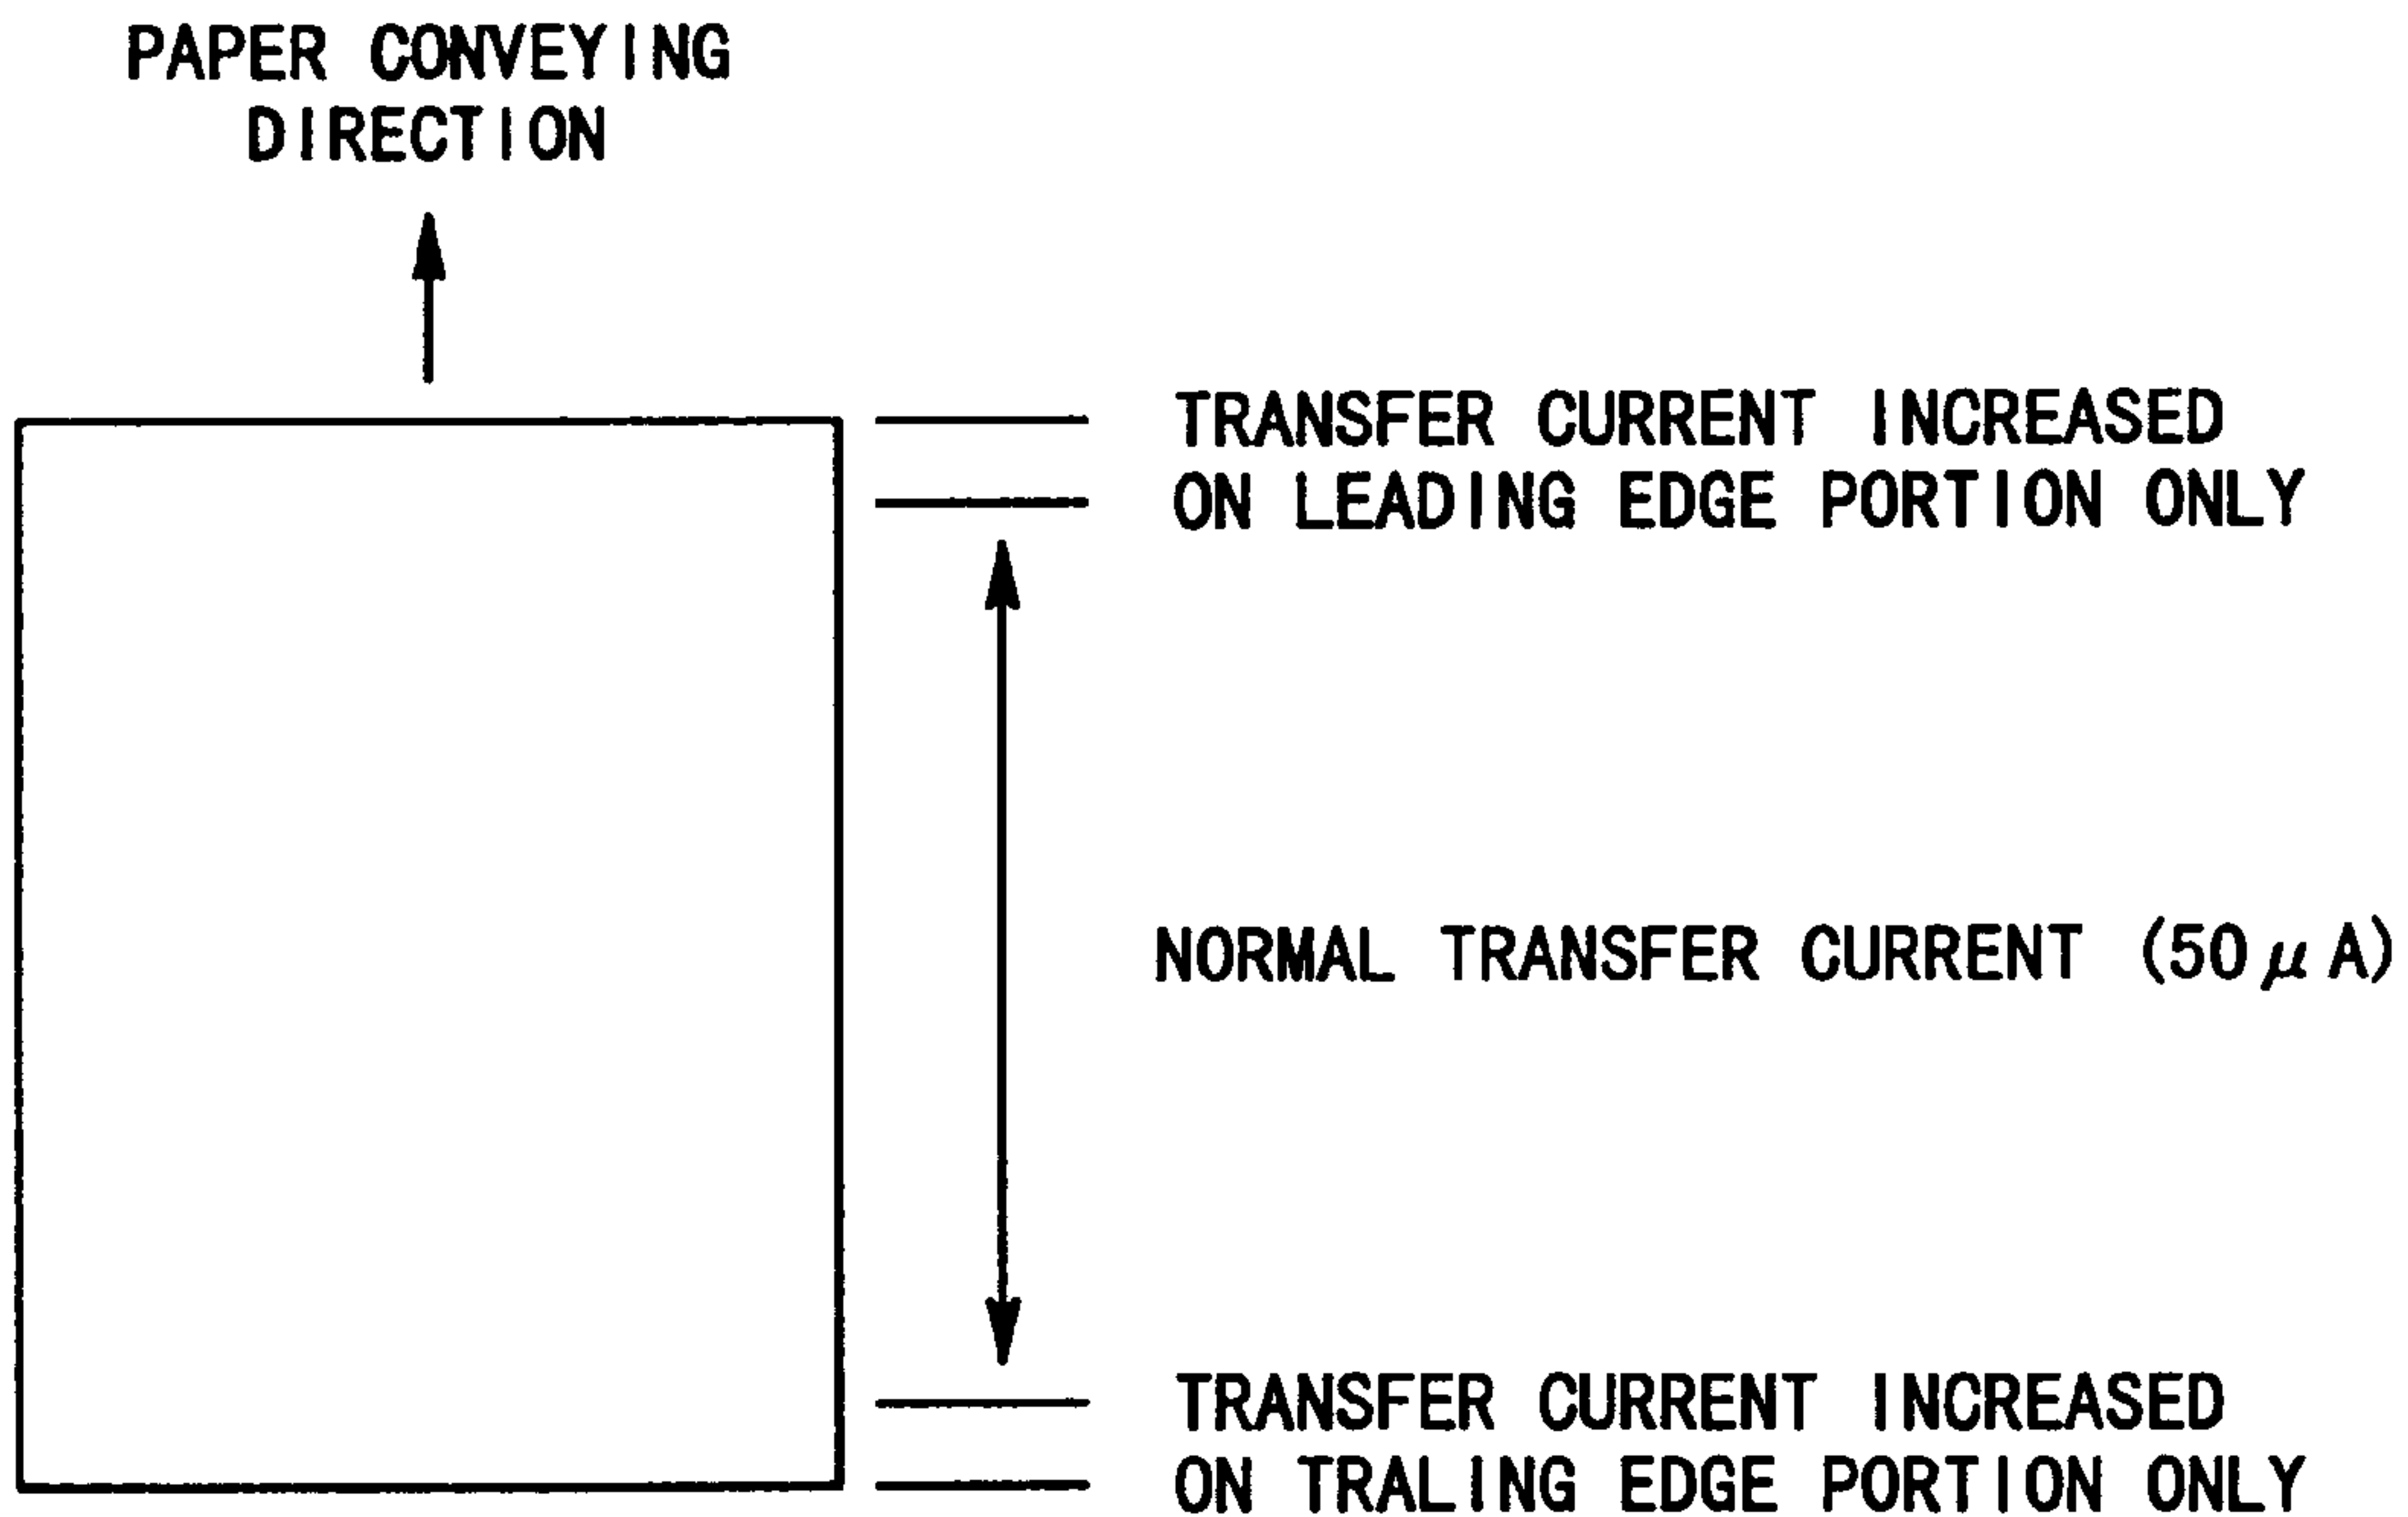 PAPER CONVEYING
DIRECTION
TRANSFER CURRENT INCREASED
ON LEADING EDGE PORTION ONLY
NORMAL TRANSFER CURRENT (50μA)
TRANSFER CURRENT INCREASED
ON TRALING EDGE PORTION ONLY